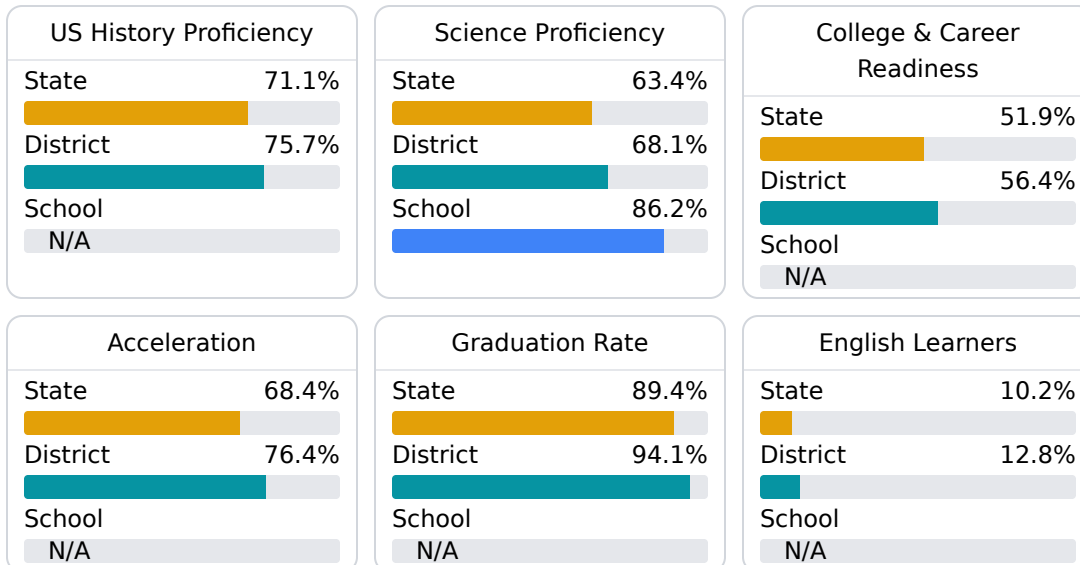 US History Proficiency
State 71.1%
District 75.7%
School
N/A
Science Proficiency
State 63.4%
District 68.1%
School 86.2%
College & Career
Readiness
State 51.9%
District 56.4%
School
N/A
Acceleration
State 68.4%
District 76.4%
School
N/A
Graduation Rate
State 89.4%
District 94.1%
School
N/A
English Learners
State 10.2%
District 12.8%
School
N/A